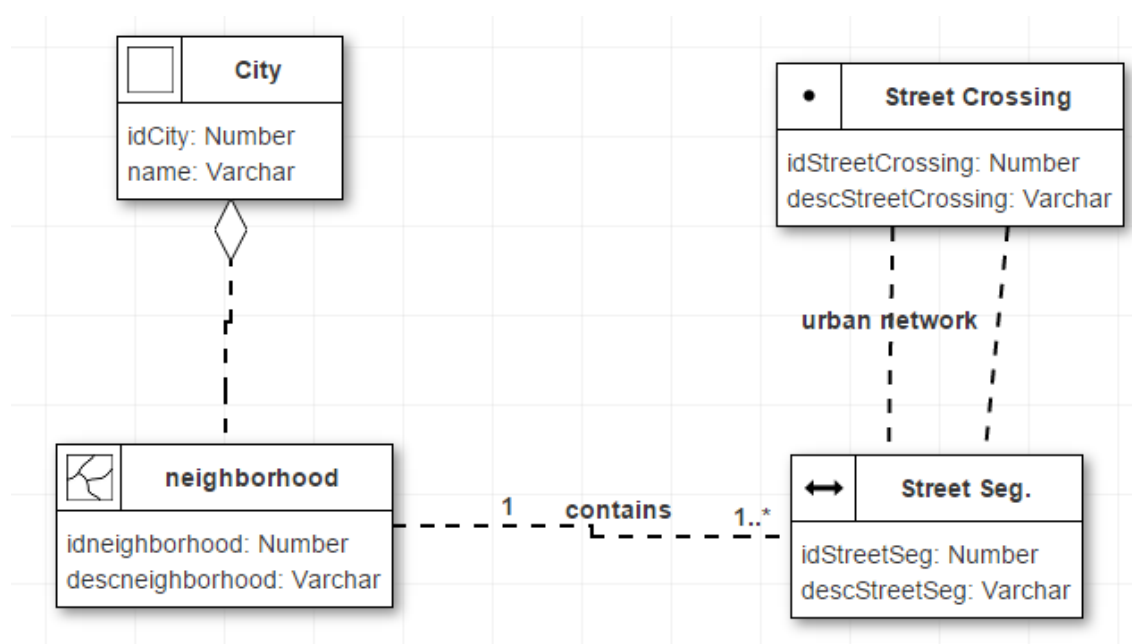 City
idCity: Number
name: Varchar
Street Crossing
idStreetCrossing: Number
descStreetCrossing: Varchar
urban network
neighborhood
idneighborhood: Number
descneighborhood: Varchar
1 contains 1..*
Street Seg.
idStreetSeg: Number
descStreetSeg: Varchar